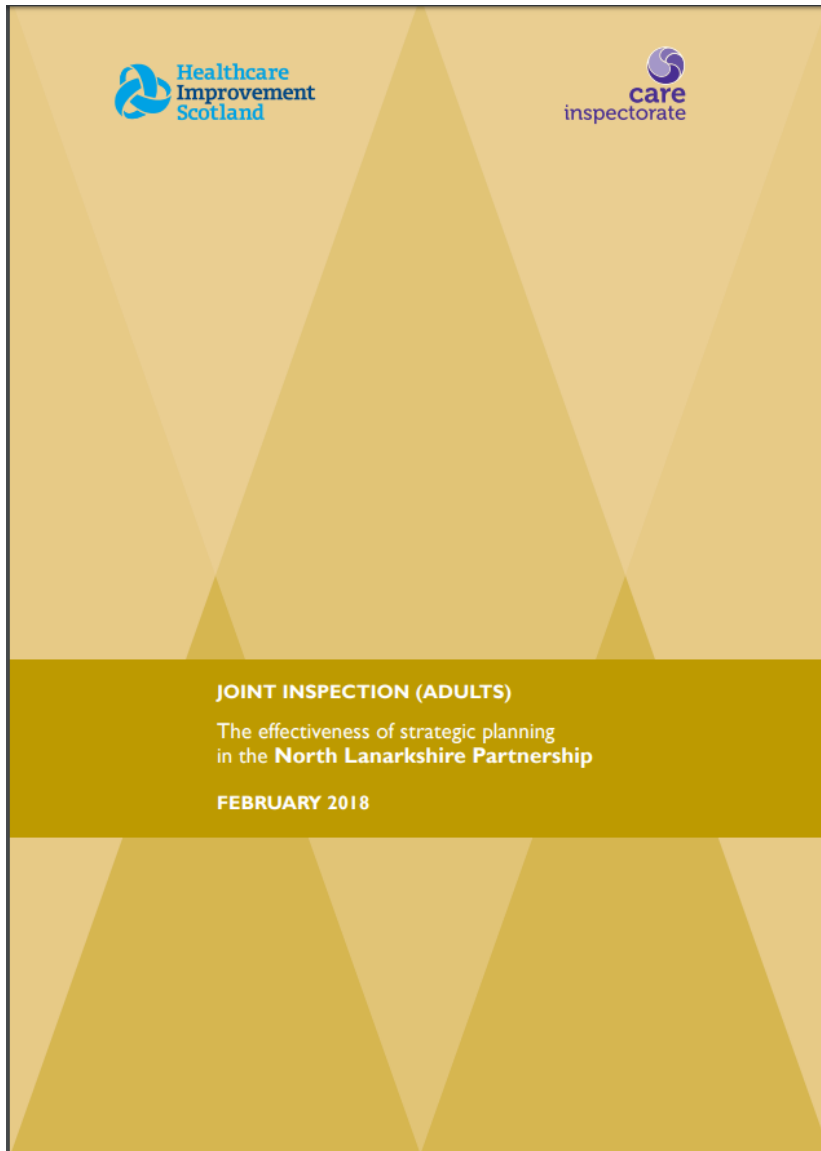 Healthcare
Improvement
Scotland
care
inspectorate
JOINT INSPECTION (ADULTS)
The effectiveness of strategic planning
in the North Lanarkshire Partnership
FEBRUARY 2018